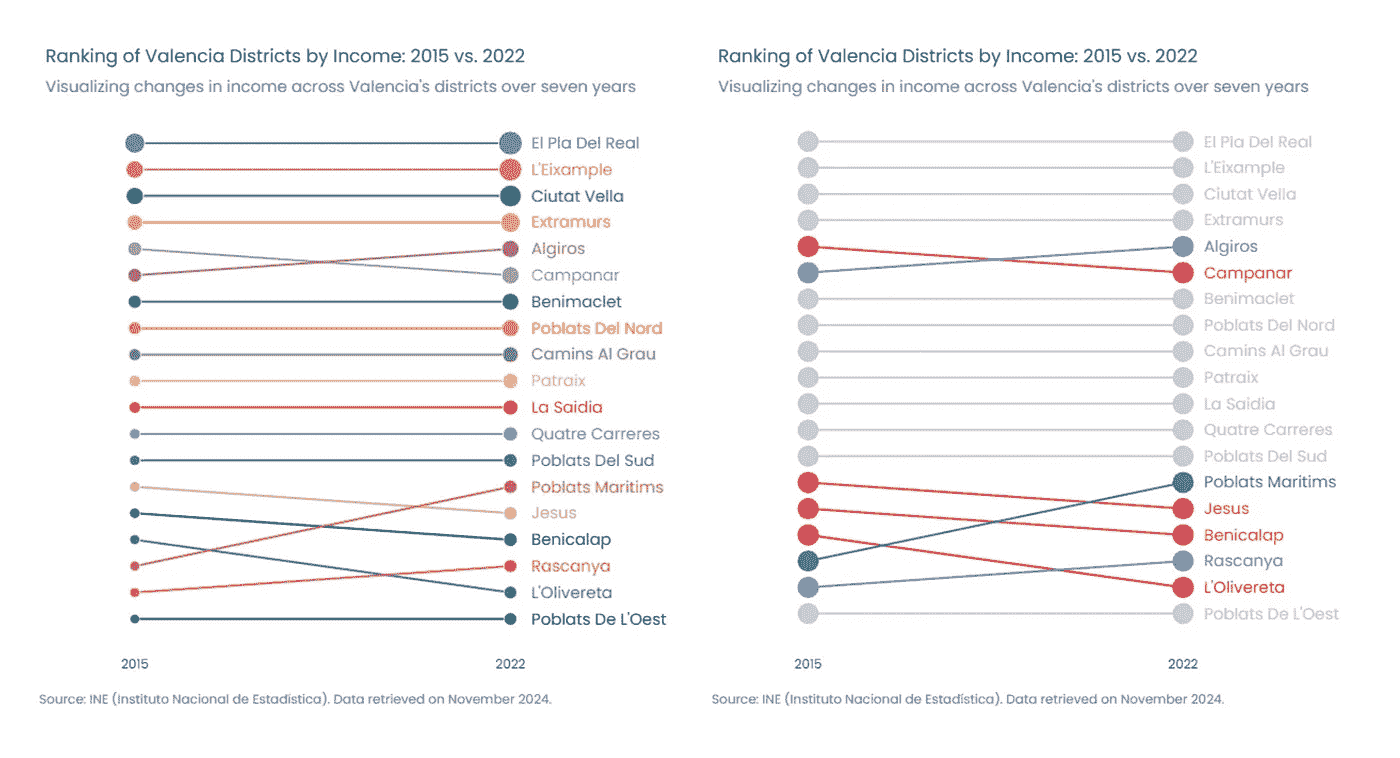 Ranking of Valencia Districts by Income: 2015 vs. 2022
Visualizing changes in income across Valencia's districts over seven years
El Pla Del Real
L'Eixample
Ciutat Vella
Extramurs
Algiros
Campanar
Benimaclet
Poblats Del Nord
Camins Al Grau
Patraix
La Saidia
Quatre Carreres
Poblats Del Sud
Poblats Maritims
Jesus
Benicalap
Rascanya
L'Olivereta
Poblats De L'Oest
2015
2022
Source: INE (Instituto Nacional de Estadística). Data retrieved on November 2024.
Ranking of Valencia Districts by Income: 2015 vs. 2022
Visualizing changes in income across Valencia's districts over seven years
El Pla Del Real
L'Eixample
Ciutat Vella
Extramurs
Algiros
Campanar
Benimaclet
Poblats Del Nord
Camins Al Grau
Patraix
La Saidia
Quatre Carreres
Poblats Del Sud
Poblats Maritims
Jesus
Benicalap
Rascanya
L'Olivereta
Poblats De L'Oest
2015
2022
Source: INE (Instituto Nacional de Estadística). Data retrieved on November 2024.